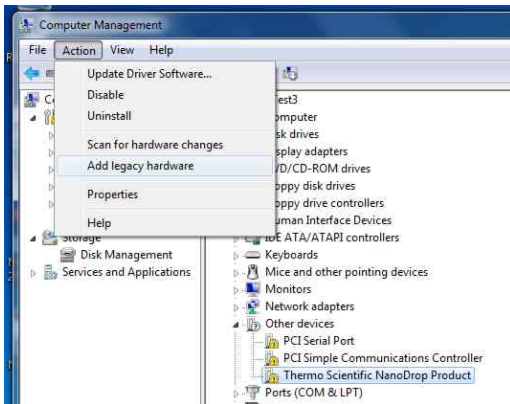 Computer Management
File Action View Help
Update Driver Software...
Disable
Uninstall
Scan for hardware changes
Add legacy hardware
Properties
Help
Storage
Disk Management
Services and Applications
est3
omputer
sk drives
splay adapters
VD/CD-ROM drives
oppy disk drives
oppy drive controllers
uman Interface Devices
IDE ATA/ATAPI controllers
Keyboards
Mice and other pointing devices
Monitors
Network adapters
Other devices
PCI Serial Port
PCI Simple Communications Controller
Thermo Scientific NanoDrop Product
Ports (COM & LPT)